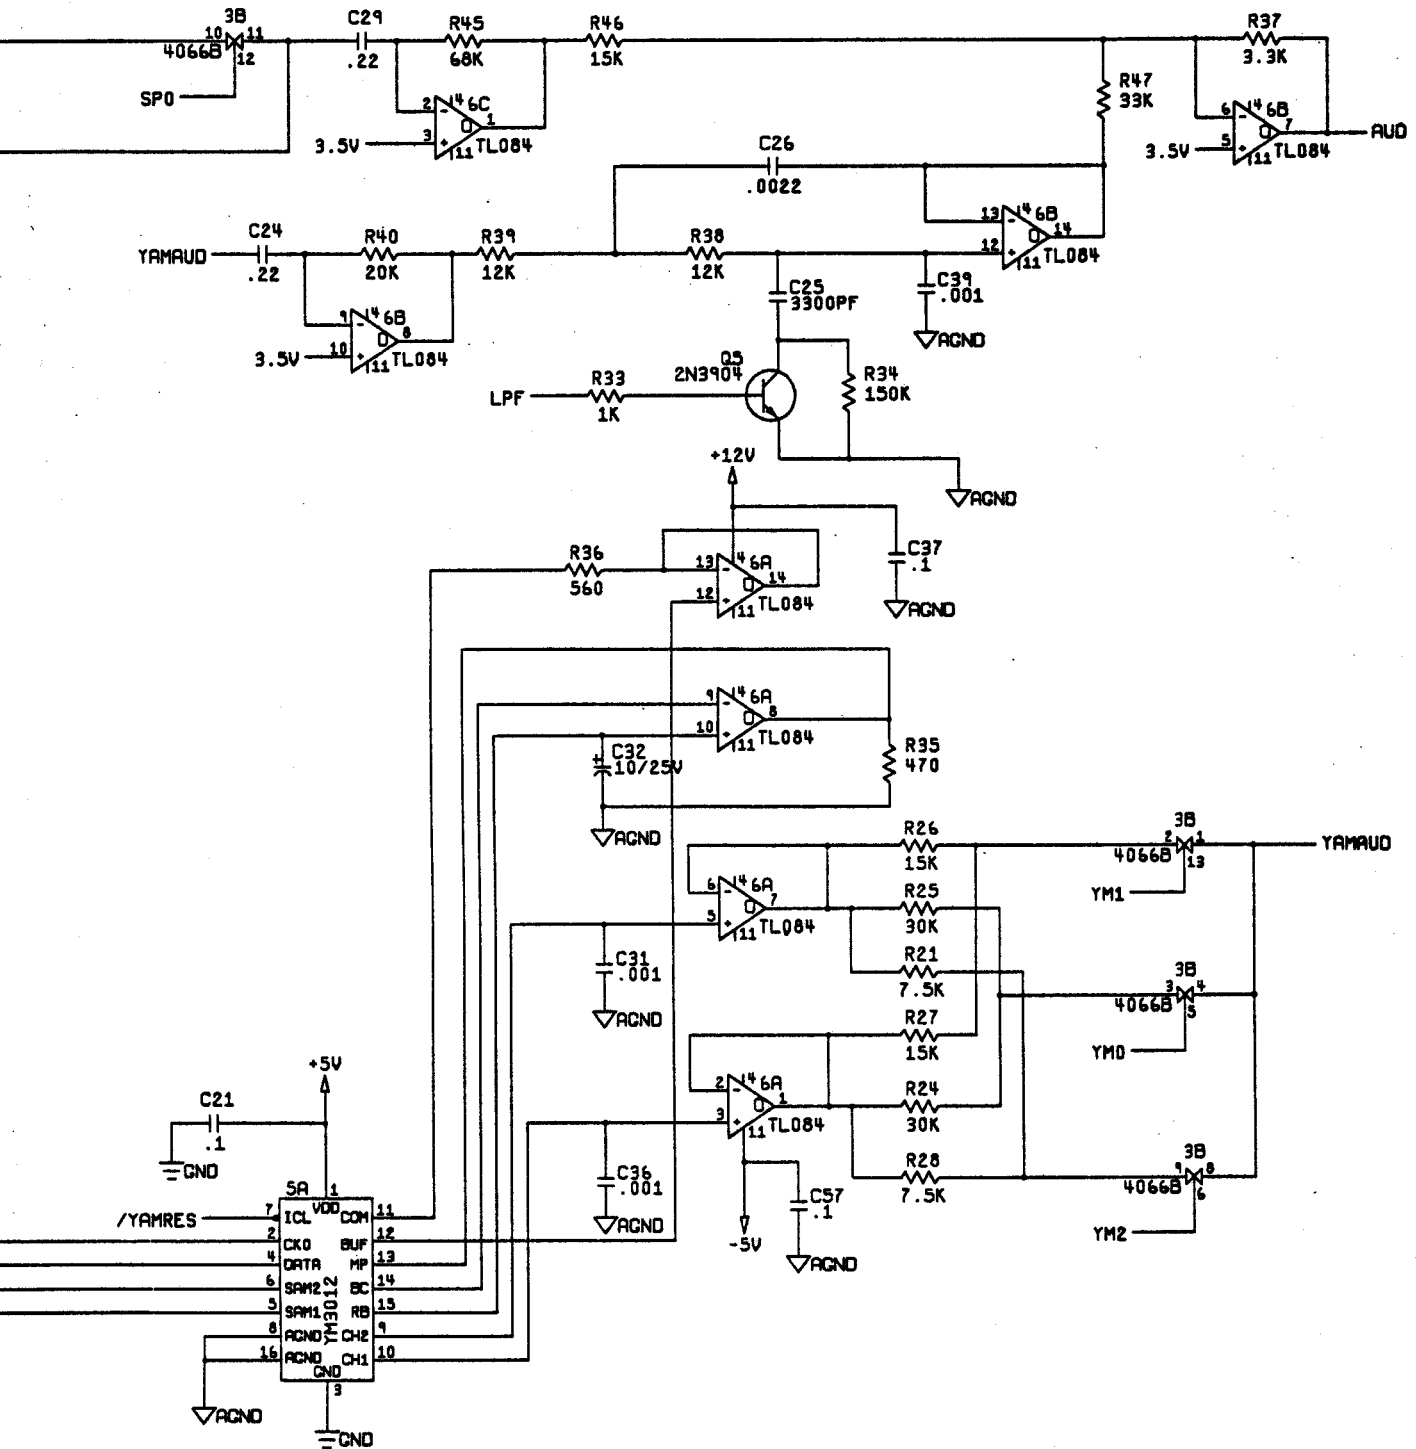 3B
10 11
4066B 12
SP0
C29
.22
R45
68K
R46
15K
2 4 6C
1
3
3.5V
11 TL084
R37
3.3K
R47
33K
6 4 6B
7
AUD
3.5V
5
11 TL084
C26
.0022
13 4 6B
14
12
11 TL084
C24
YAMAUD
.22
R40
20K
R39
12K
R38
12K
C25
3300PF
C39
.001
AGND
9 4 6B
8
3.5V
10
11 TL084
Q5
2N3904
LPF
R33
1K
R34
150K
+12V
AGND
R36
560
13 4 6A
14
12
11 TL084
C37
.1
AGND
9 4 6A
8
10
11 TL084
C32
10/25V
R35
470
AGND
R26
15K
3B
2 1
4066B 13
YAMAUD
YM1
6 4 6A
7
5
11 TL084
R25
30K
C31
.001
AGND
R21
7.5K
3B
3 4
4066B 5
YM0
R27
15K
2 4 6A
1
3
11 TL084
R24
30K
R28
7.5K
3B
9 8
4066B 6
YM2
+5V
C21
.1
GND
C36
.001
AGND
-5V
C57
.1
AGND
5A
1
VDD
/YAMRES 7 ICL COM 11
2 CKO BUF 12
4 DATA MP 13
6 SAM2 BC 14
5 SAM1 RB 15
8 AGND CH2 9
16 AGND CH1 10
YM3012
GND
3
AGND
GND